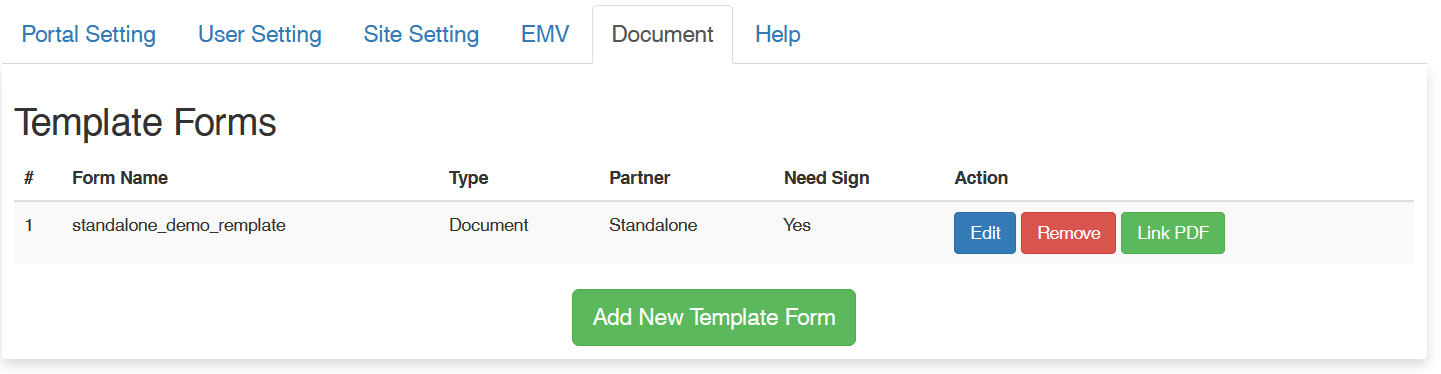 Portal Setting User Setting Site Setting EMV Document Help
Template Forms
# Form Name Type Partner Need Sign Action
1 standalone_demo_remplate Document Standalone Yes Edit Remove Link PDF
Add New Template Form